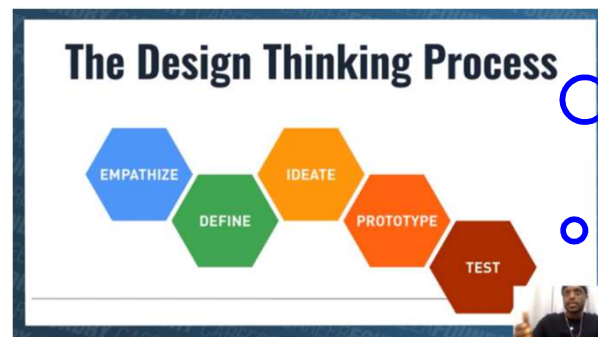 The Design Thinking Process
EMPATHIZE
DEFINE
IDEATE
PROTOTYPE
TEST